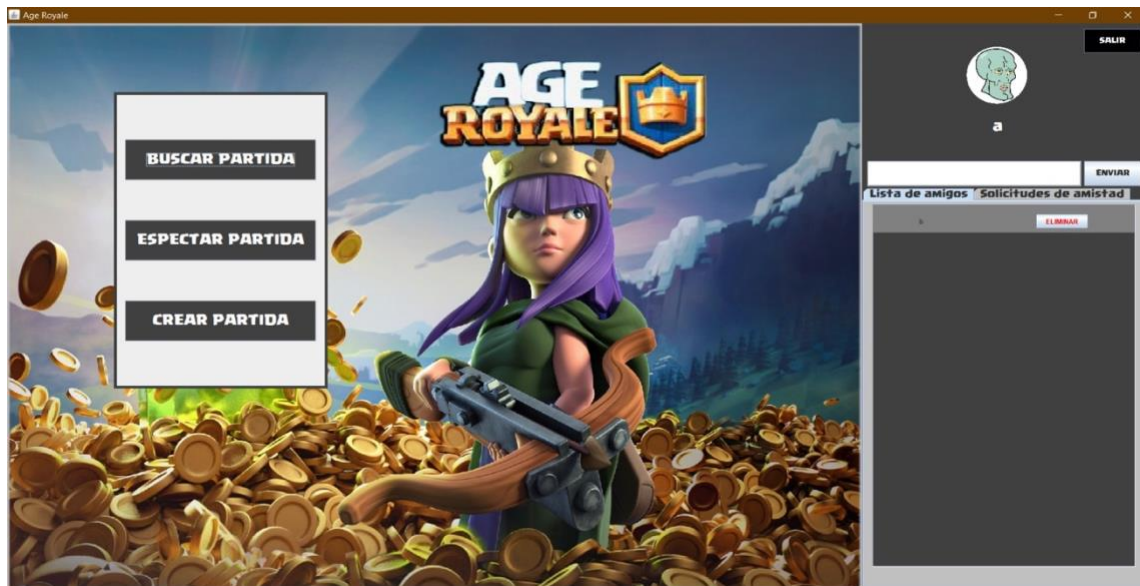 Age Royale
AGE
ROYALE
BUSCAR PARTIDA
ESPECTAR PARTIDA
CREAR PARTIDA
SALIR
a
ENVIAR
Lista de amigos
Solicitudes de amistad
b
ELIMINAR